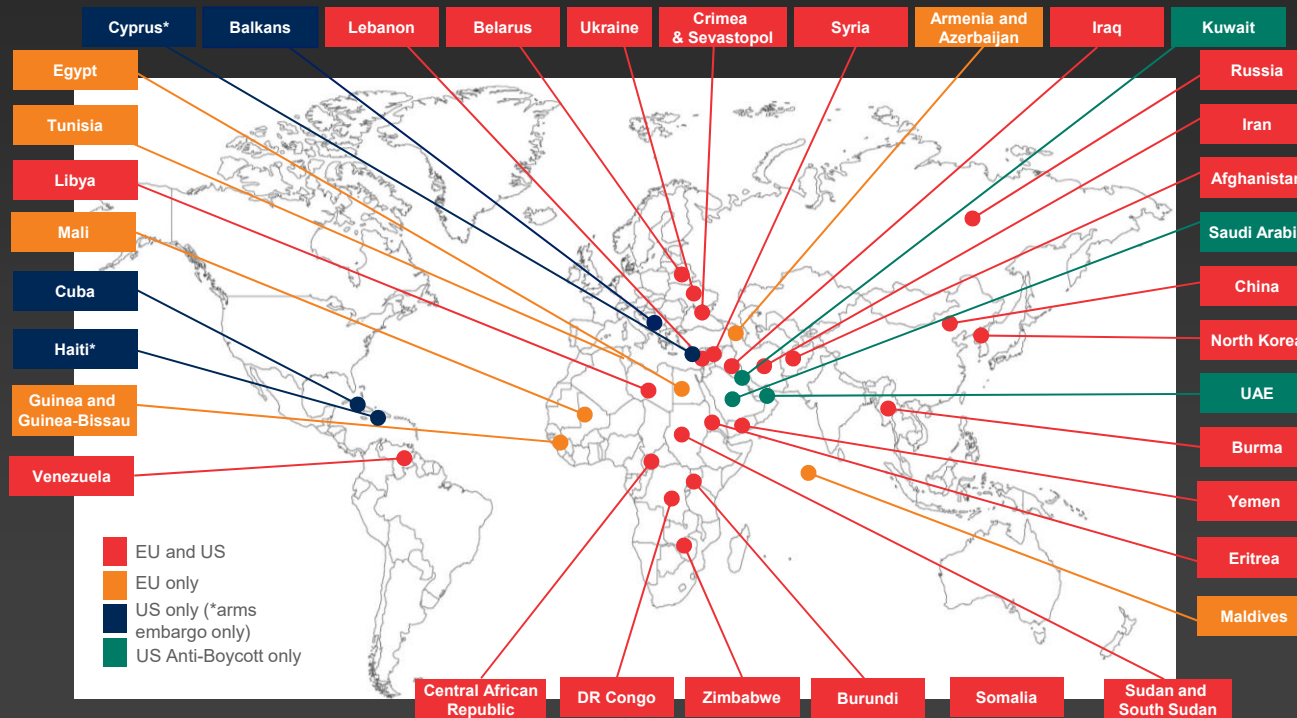 Cyprus*
Balkans
Lebanon
Belarus
Ukraine
Crimea
& Sevastopol
Syria
Armenia and
Azerbaijan
Iraq
Kuwait
Egypt
Tunisia
Libya
Mali
Cuba
Haiti*
Guinea and
Guinea-Bissau
Venezuela
Russia
Iran
Afghanistan
Saudi Arabi
China
North Korea
UAE
Burma
Yemen
Eritrea
Maldives
EU and US
EU only
US only (*arms
embargo only)
US Anti-Boycott only
Central African
Republic
DR Congo
Zimbabwe
Burundi
Somalia
Sudan and
South Sudan